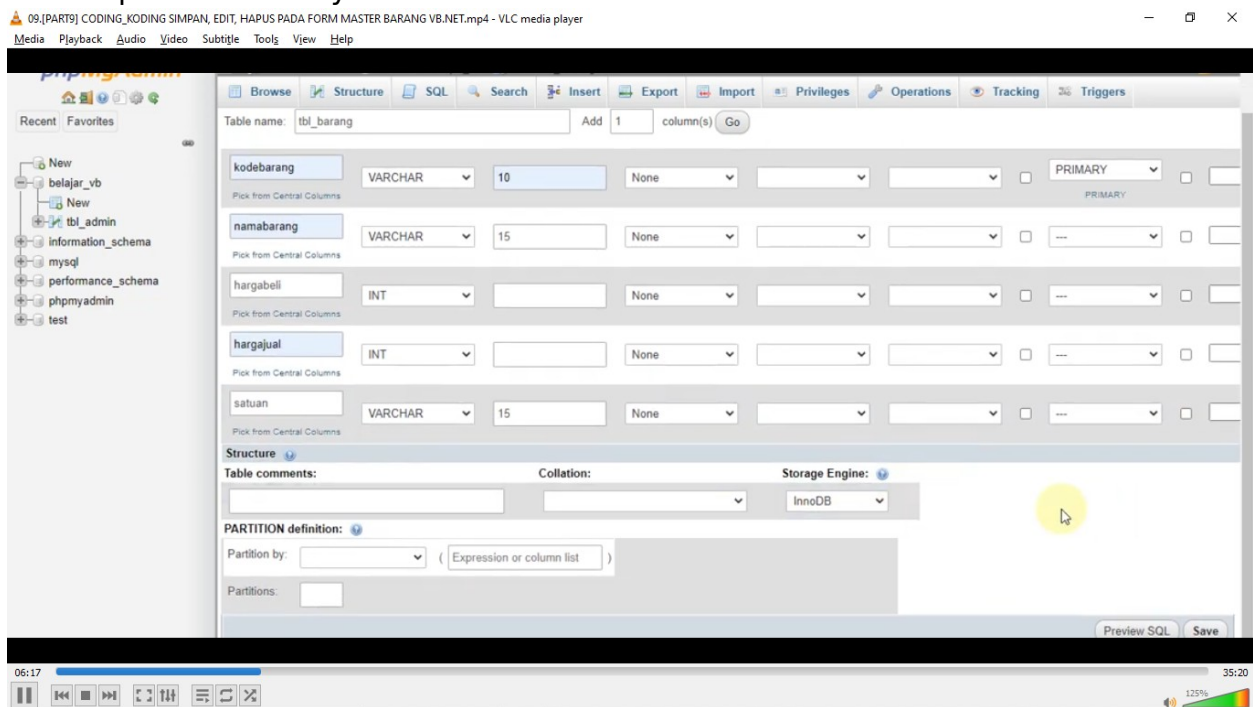 09.[PART9] CODING_KODING SIMPAN, EDIT, HAPUS PADA FORM MASTER BARANG VB.NET.mp4 - VLC media player
Media Playback Audio Video Subtitle Tools View Help
phpMyAdmin
Browse Structure SQL Search Insert Export Import Privileges Operations Tracking Triggers
Recent Favorites
Table name: tbl_barang Add 1 column(s) Go
New
belajar_vb
New
tbl_admin
information_schema
mysql
performance_schema
phpmyadmin
test
kodebarang VARCHAR 10 None PRIMARY
Pick from Central Columns PRIMARY
namabarang VARCHAR 15 None ---
Pick from Central Columns
hargabeli INT None ---
Pick from Central Columns
hargajual INT None ---
Pick from Central Columns
satuan VARCHAR 15 None ---
Pick from Central Columns
Structure
Table comments: Collation: Storage Engine:
InnoDB
PARTITION definition:
Partition by: ( Expression or column list )
Partitions:
Preview SQL Save
06:17 35:20
125%